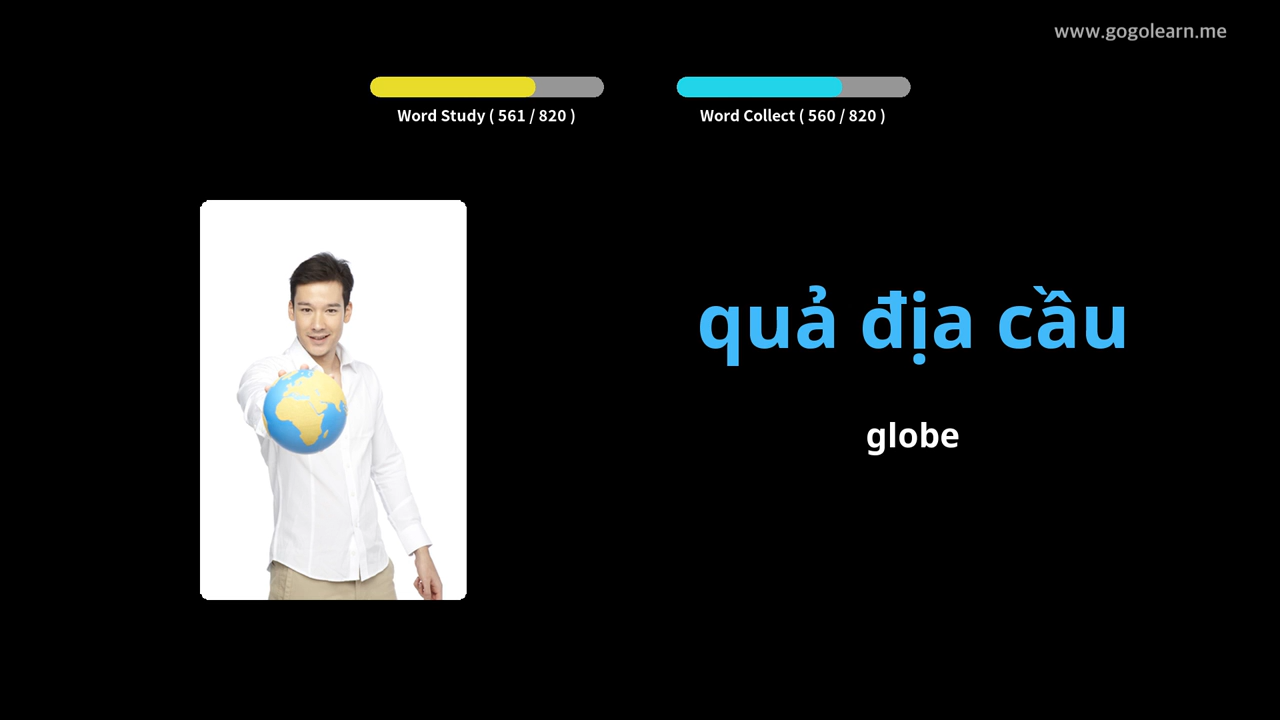 www.gogolearn.me
Word Study ( 561 / 820 )
Word Collect ( 560 / 820 )
quả địa cầu
globe